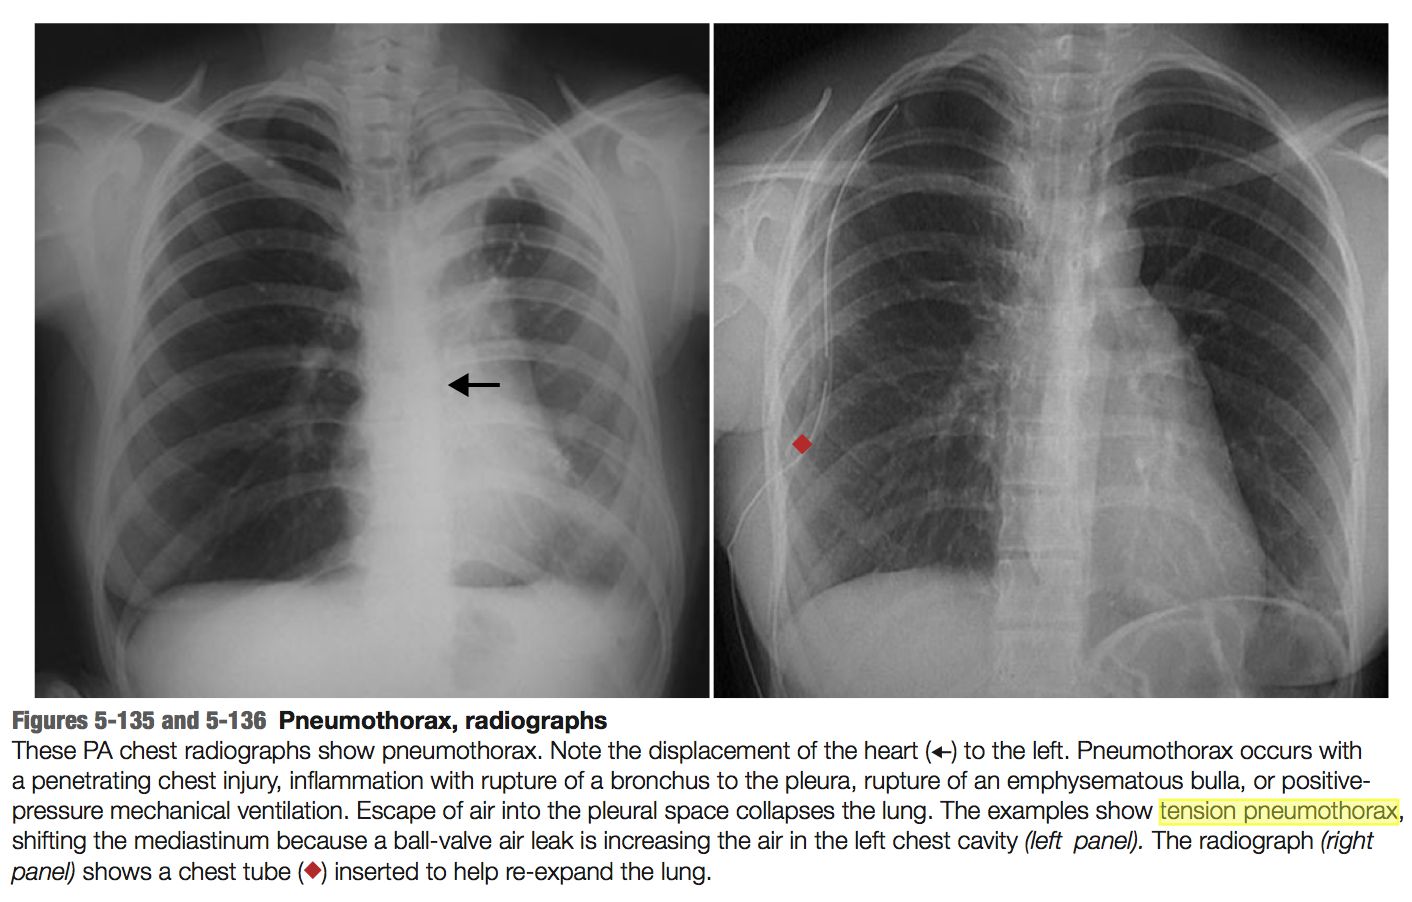 Figures 5-135 and 5-136 Pneumothorax, radiographs
These PA chest radiographs show pneumothorax. Note the displacement of the heart (←) to the left. Pneumothorax occurs with
a penetrating chest injury, inflammation with rupture of a bronchus to the pleura, rupture of an emphysematous bulla, or positive-
pressure mechanical ventilation. Escape of air into the pleural space collapses the lung. The examples show tension pneumothorax,
shifting the mediastinum because a ball-valve air leak is increasing the air in the left chest cavity (left panel). The radiograph (right
panel) shows a chest tube (◆) inserted to help re-expand the lung.